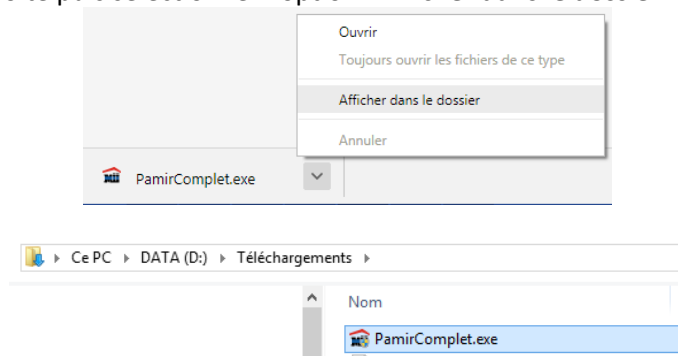 Ouvrir
Toujours ouvrir les fichiers de ce type
Afficher dans le dossier
Annuler
PamirComplet.exe
Ce PC ▸ DATA (D:) ▸ Téléchargements ▸
Nom
PamirComplet.exe